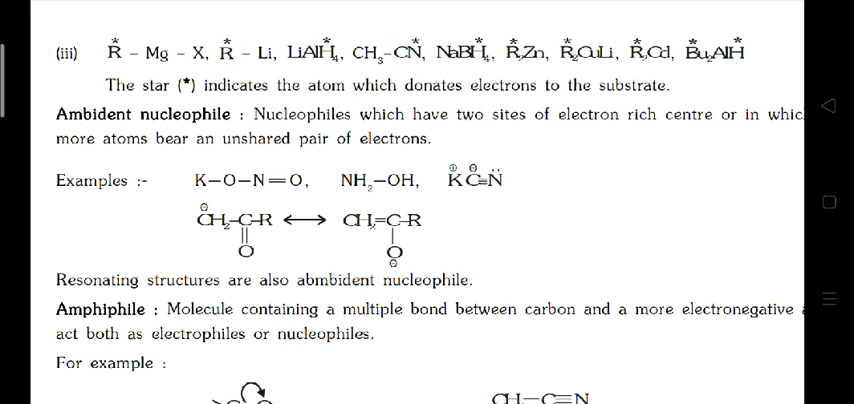 (iii) R* – Mg – X, R* – Li, LiAlH*₄, CH₃–CN*, NaBH*₄, R*₂Zn, R*₂CuLi, R*₂Cd, Bu*₂AlH*
The star (*) indicates the atom which donates electrons to the substrate.
Ambident nucleophile : Nucleophiles which have two sites of electron rich centre or in
more atoms bear an unshared pair of electrons.
Examples :- K–O–N=O, NH₂–OH, K⊕ C⊖≡N̈
⊖CH₂–C–R ⟷ CH₂=C–R
|| |
O O
⊖
Resonating structures are also abmbident nucleophile.
Amphiphile : Molecule containing a multiple bond between carbon and a more electronegative
act both as electrophiles or nucleophiles.
For example :
CH₃–C≡N